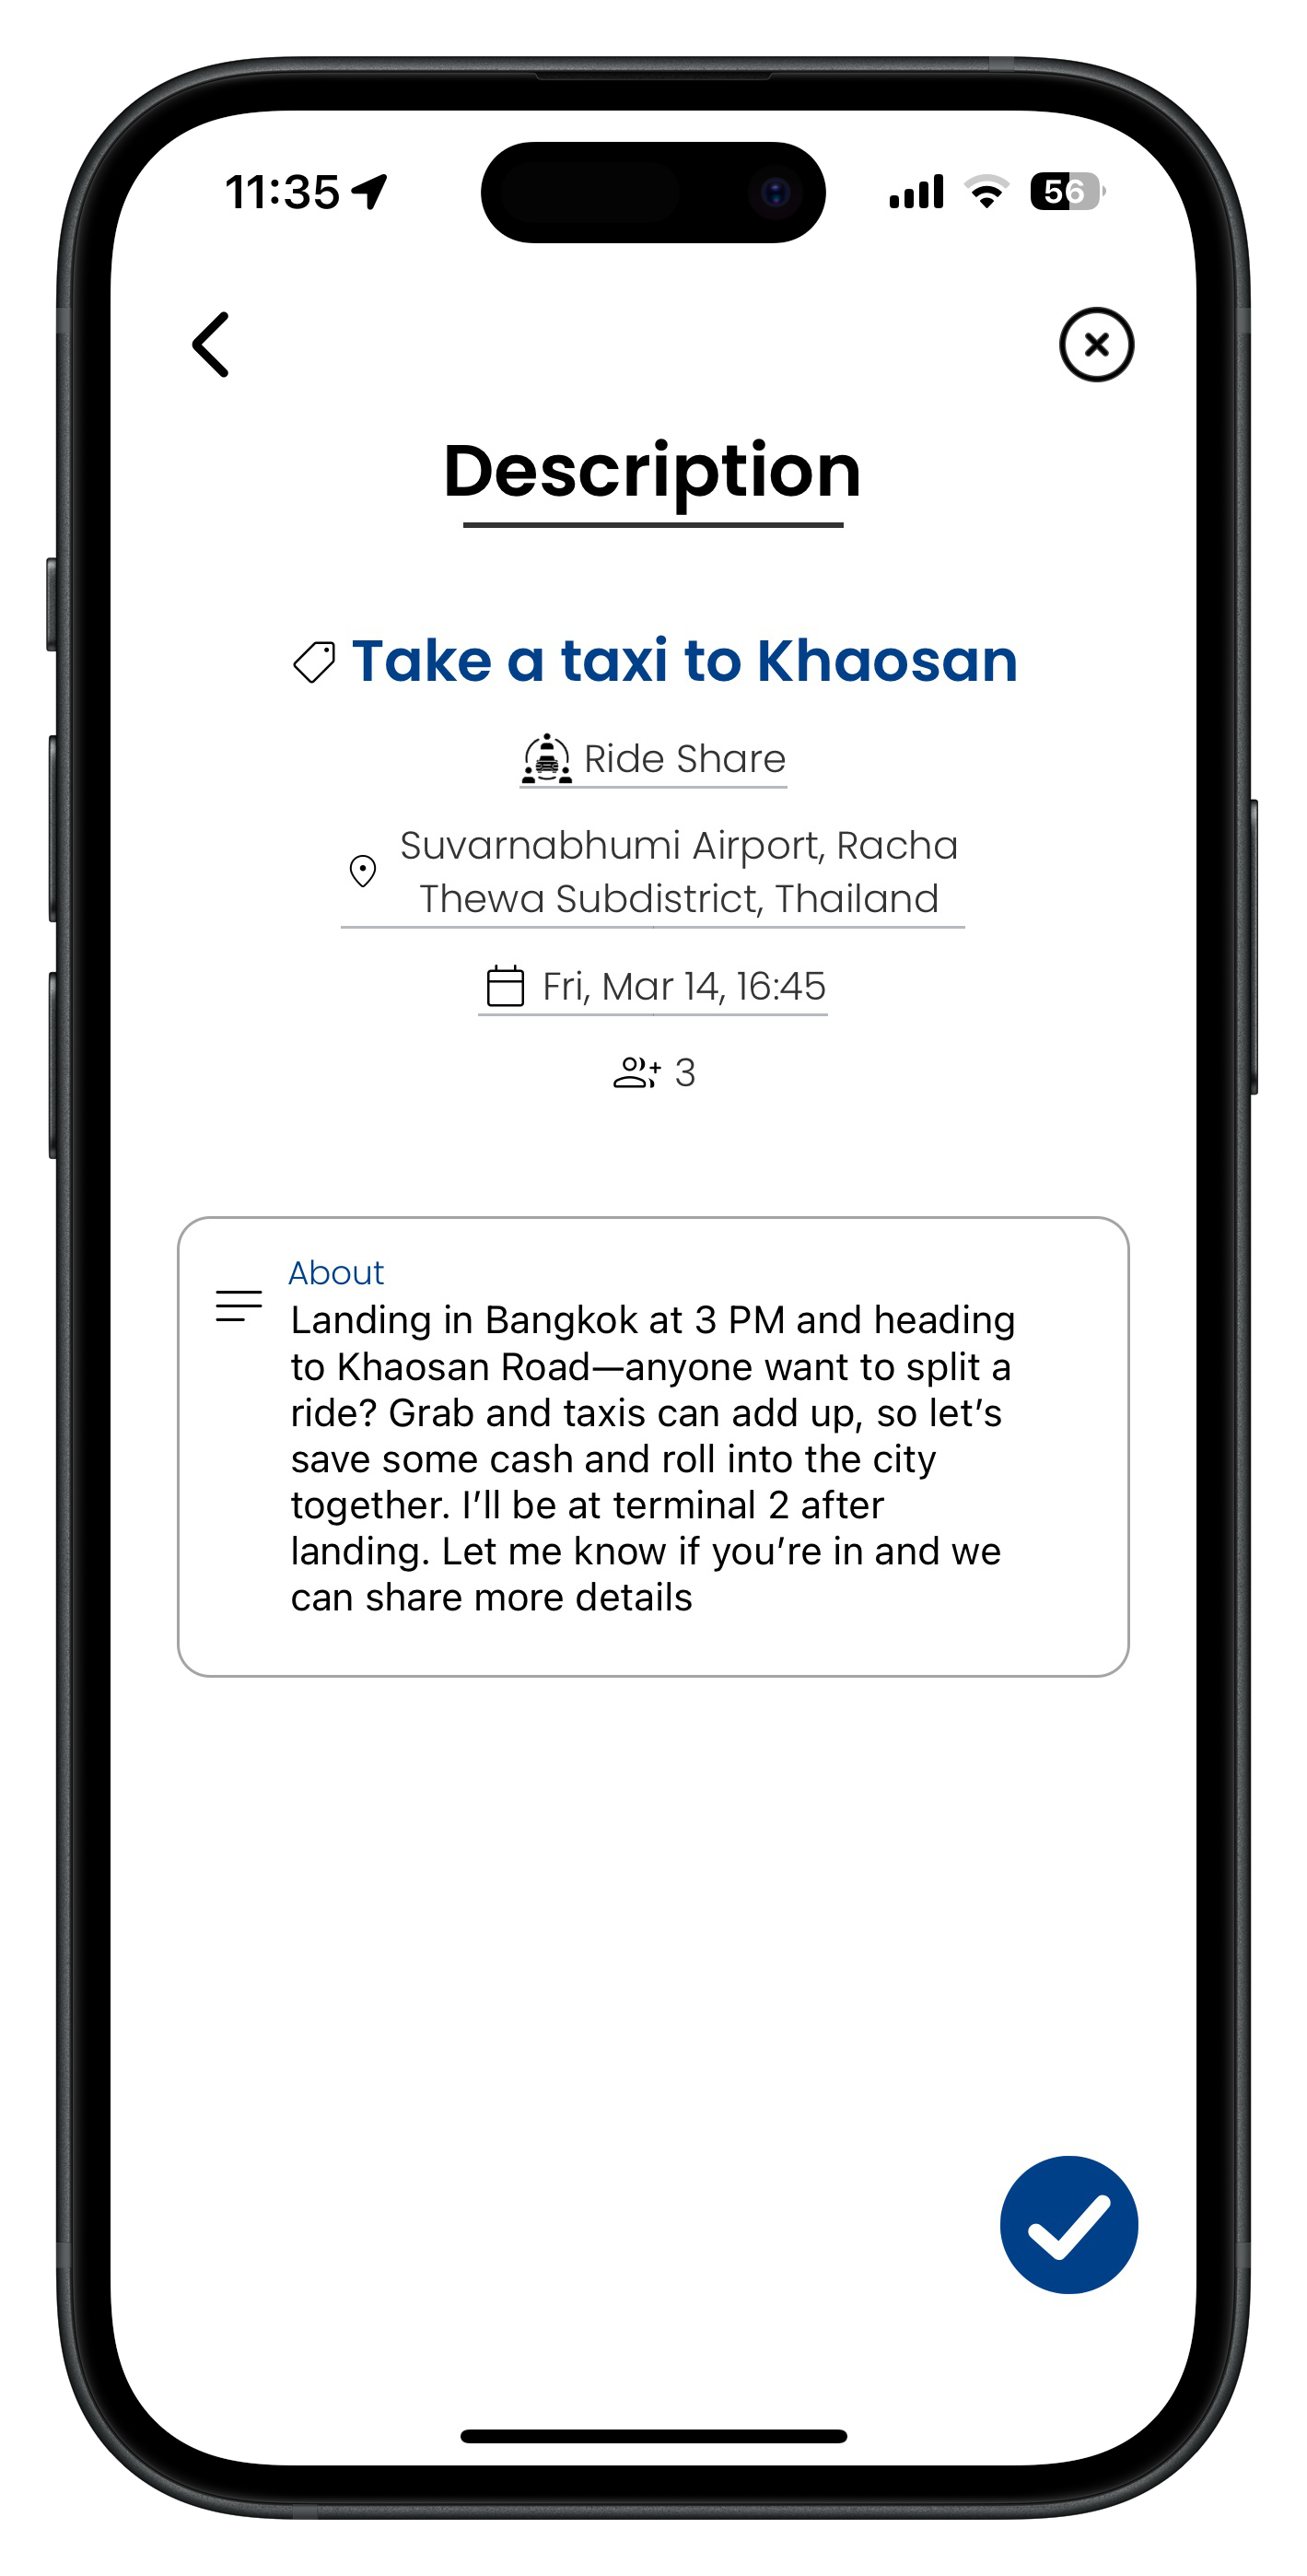 11:35
56
Description
Take a taxi to Khaosan
Ride Share
Suvarnabhumi Airport, Racha
Thewa Subdistrict, Thailand
Fri, Mar 14, 16:45
3
About
Landing in Bangkok at 3 PM and heading
to Khaosan Road—anyone want to split a
ride? Grab and taxis can add up, so let’s
save some cash and roll into the city
together. I’ll be at terminal 2 after
landing. Let me know if you’re in and we
can share more details